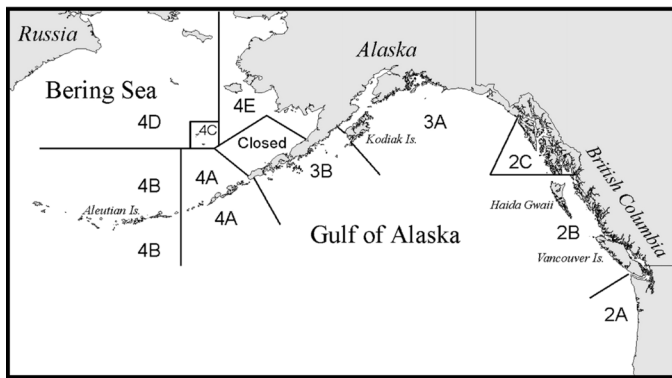 Russia
Alaska
Bering Sea
4E
4D
4C
Closed
3A
Kodiak Is.
4B
4A
3B
2C
British Columbia
Aleutian Is.
4A
Haida Gwaii
4B
Gulf of Alaska
2B
Vancouver Is.
2A